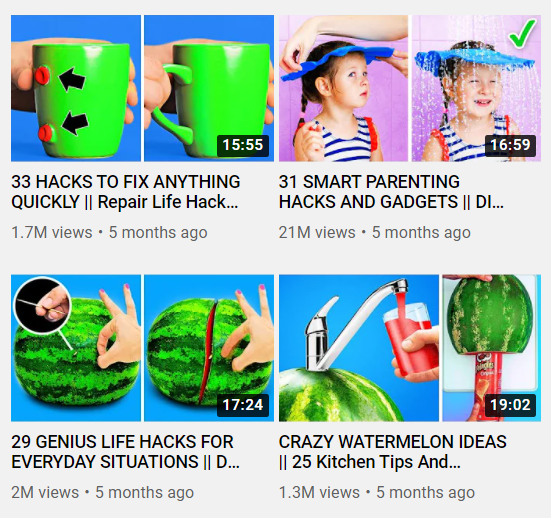 15:55
16:59
33 HACKS TO FIX ANYTHING
QUICKLY || Repair Life Hack...
1.7M views • 5 months ago
31 SMART PARENTING
HACKS AND GADGETS || DI...
21M views • 5 months ago
17:24
19:02
29 GENIUS LIFE HACKS FOR
EVERYDAY SITUATIONS || D...
2M views • 5 months ago
CRAZY WATERMELON IDEAS
|| 25 Kitchen Tips And...
1.3M views • 5 months ago